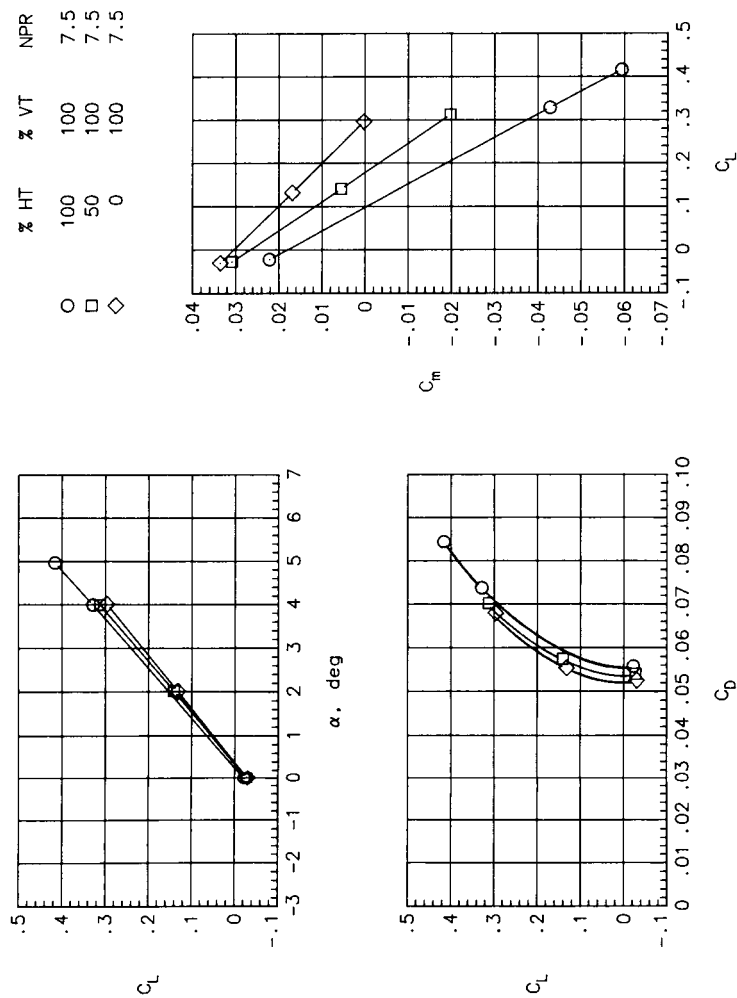 % HT % VT NPR
100 100 7.5
50 100 7.5
0 100 7.5
.5
.4
.3
.2
.1
0
-.1
C_L
-3 -2 -1 0 1 2 3 4 5 6 7
α, deg
.5
.4
.3
.2
.1
0
-.1
C_L
0 .01 .02 .03 .04 .05 .06 .07 .08 .09 .10
C_D
.04
.03
.02
.01
0
-.01
-.02
-.03
-.04
-.05
-.06
-.07
C_m
-.1 0 .1 .2 .3 .4 .5
C_L